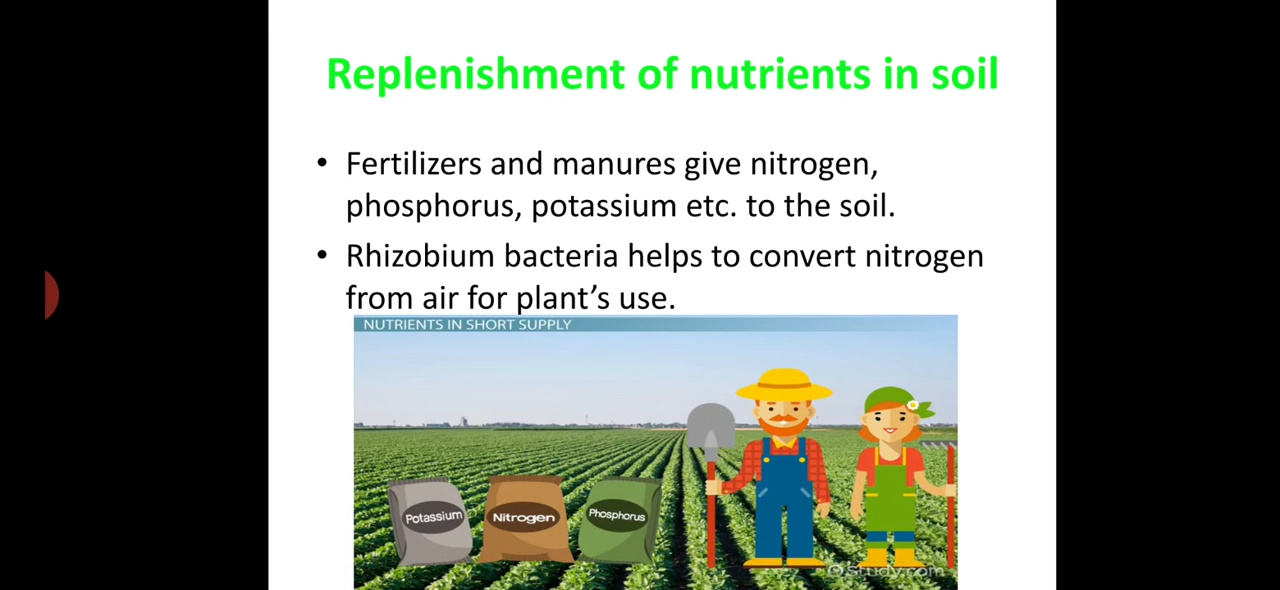 Replenishment of nutrients in soil
• Fertilizers and manures give nitrogen,
phosphorus, potassium etc. to the soil.
• Rhizobium bacteria helps to convert nitrogen
from air for plant's use.
NUTRIENTS IN SHORT SUPPLY
Potassium
Nitrogen
Phosphorus
© Study.com